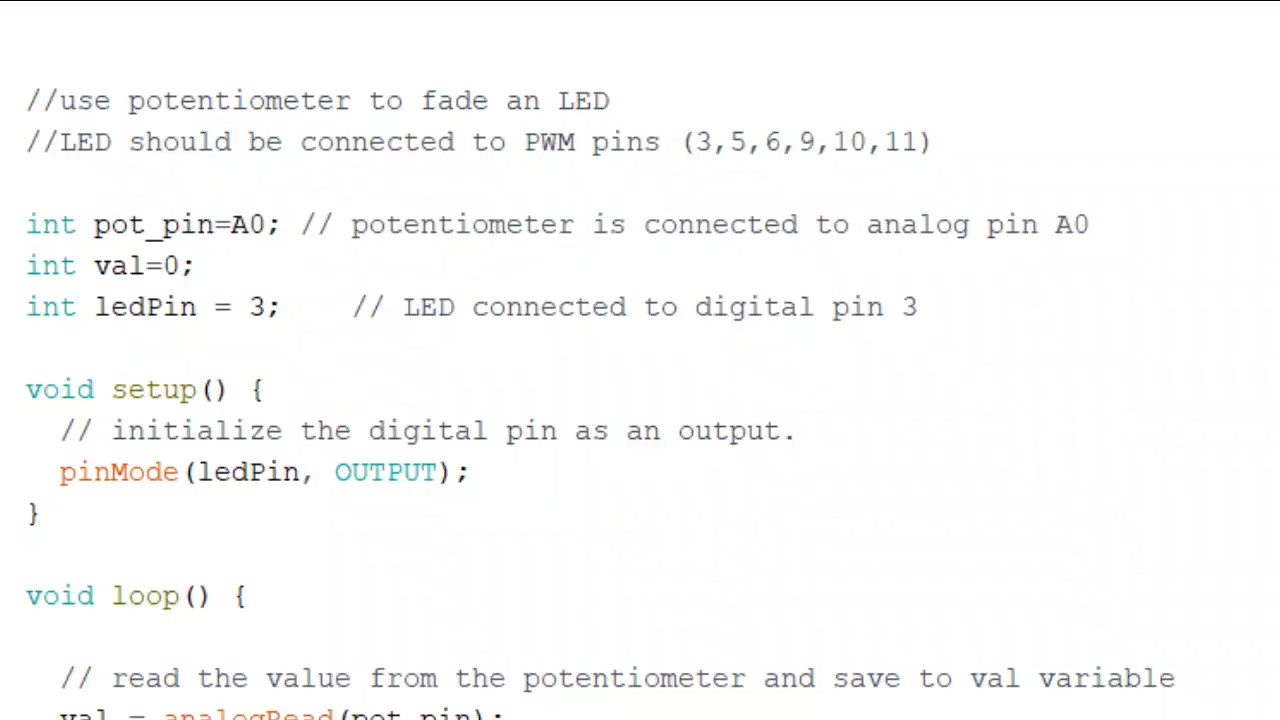 //use potentiometer to fade an LED
//LED should be connected to PWM pins (3,5,6,9,10,11)
int pot_pin=A0; // potentiometer is connected to analog pin A0
int val=0;
int ledPin = 3;    // LED connected to digital pin 3
void setup() {
  // initialize the digital pin as an output.
  pinMode(ledPin, OUTPUT);
}
void loop() {
  // read the value from the potentiometer and save to val variable
  val = analogRead(pot_pin);